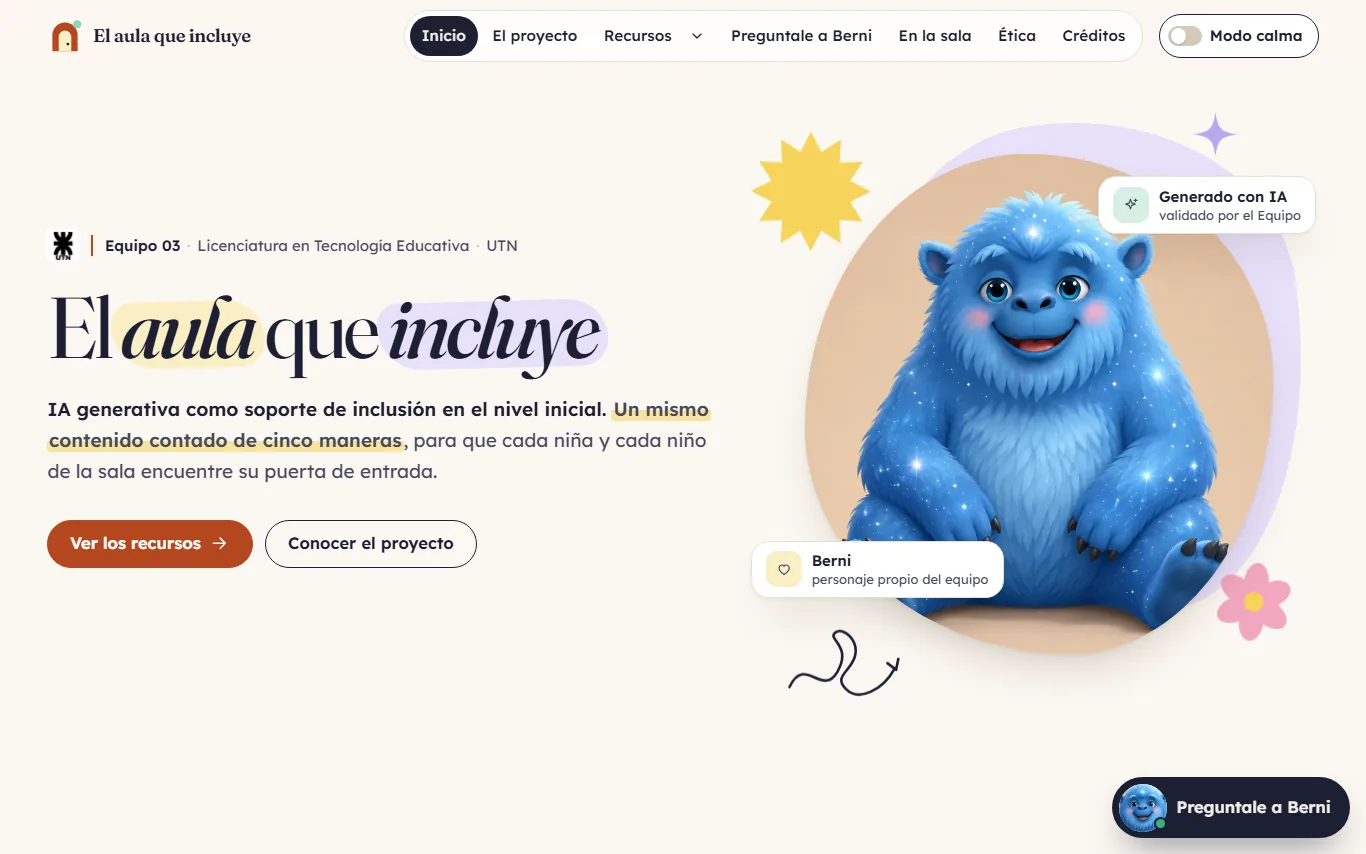 El aula que incluye
Inicio
El proyecto
Recursos
Preguntale a Berni
En la sala
Ética
Créditos
Modo calma
Generado con IA
validado por el Equipo
UTN
Equipo 03 · Licenciatura en Tecnología Educativa · UTN
El aula que incluye
IA generativa como soporte de inclusión en el nivel inicial. Un mismo
contenido contado de cinco maneras, para que cada niña y cada niño
de la sala encuentre su puerta de entrada.
Ver los recursos
Conocer el proyecto
Berni
personaje propio del equipo
Preguntale a Berni